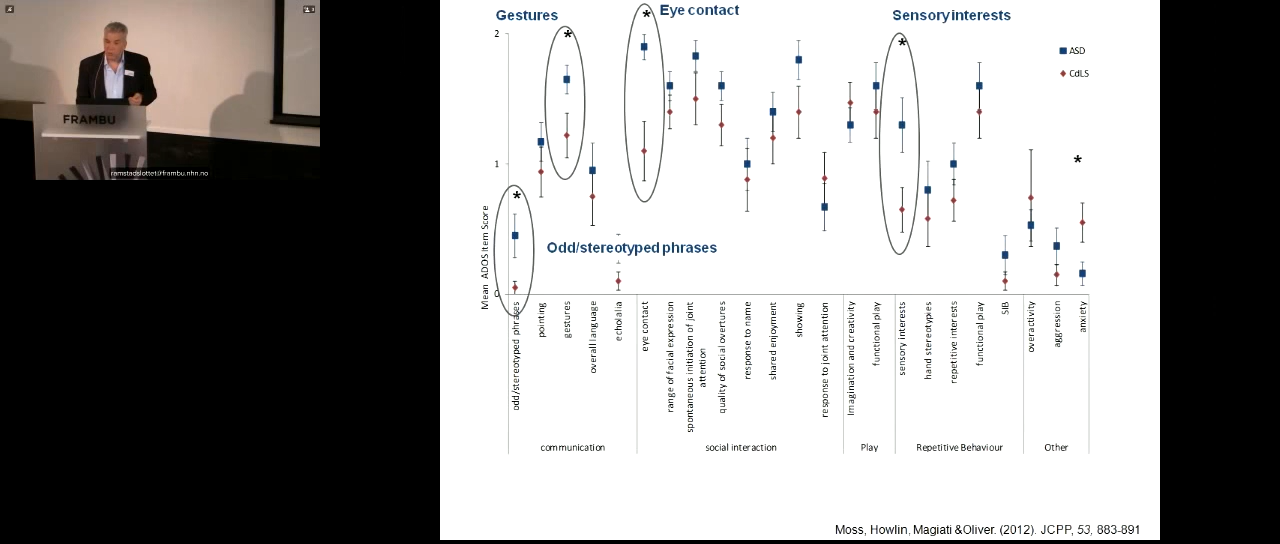 FRAMBU
ramstadslottet@frambu.nhn.no
Gestures
Eye contact
Sensory interests
*
*
*
*
*
ASD
CdLS
Odd/stereotyped phrases
Mean ADOS Item Score
2
1
0
odd/stereotyped phrases
pointing
gestures
overall language
echolalia
eye contact
range of facial expression
spontaneous initiation of joint
attention
quality of social overtures
response to name
shared enjoyment
showing
response to joint attention
Imagination and creativity
functional play
sensory interests
hand stereotypies
repetitive interests
functional play
SIB
overactivity
aggression
anxiety
communication
social interaction
Play
Repetitive Behaviour
Other
Moss, Howlin, Magiati &Oliver. (2012). JCPP, 53, 883-891